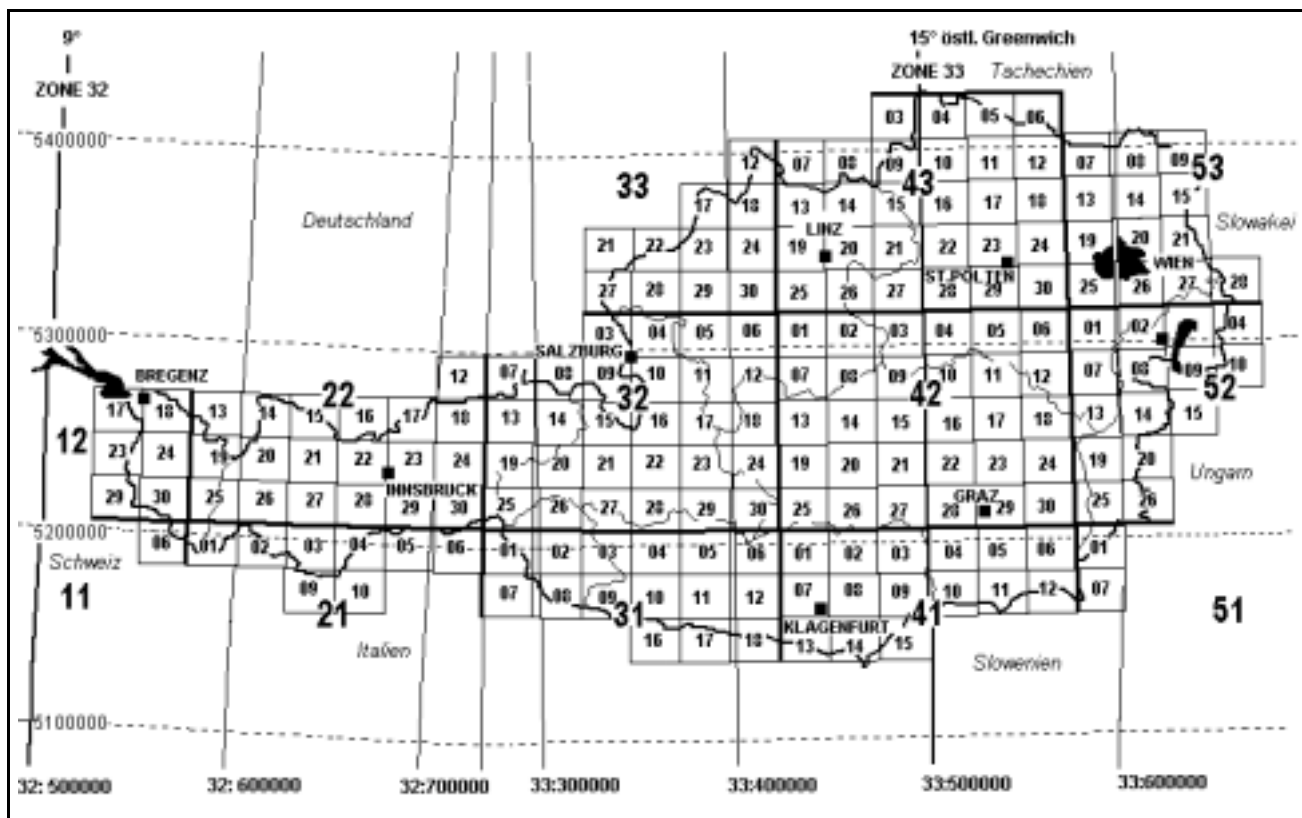 9° 15° östl. Greenwich
ZONE 32 ZONE 33 Tschechien
03 04 05 06
5400000
12 07 08 09 10 11 12 07 08 09
33 43 53
17 18 13 14 15 16 17 18 13 14 15
Deutschland Slowakei
LINZ
21 22 23 24 19 20 21 22 23 24 19 20 21
WIEN
ST.PÖLTEN
27 28 29 30 25 26 27 28 29 30 25 26 27 28
5300000
03 04 05 06 01 02 03 04 05 06 01 02 04
SALZBURG
BREGENZ
12 07 08 09 10 11 12 07 08 09 10 11 12 08 09 10
22 32 42 52
17 18 13 14 15 16 17 18 13 14 15 16 17 18 13 14 15 16 17 18 13 14 15
12
23 24 19 20 21 22 23 24 19 20 21 22 23 24 19 20 21 22 23 24 19 20
Ungarn
INNSBRUCK GRAZ
29 30 25 26 27 28 29 30 25 26 27 28 29 30 25 26 27 28 29 30 25 26
5200000
06 01 02 03 04 05 06 01 02 03 04 05 06 01 02 03 04 05 06 01
Schweiz
11 21 31 41 51
09 10 07 08 09 10 11 12 07 08 09 10 11 12 07
KLAGENFURT
16 17 18 13 14 15
Italien Slowenien
5100000
32: 500000 32: 600000 32: 700000 33:300000 33:400000 33:500000 33:600000